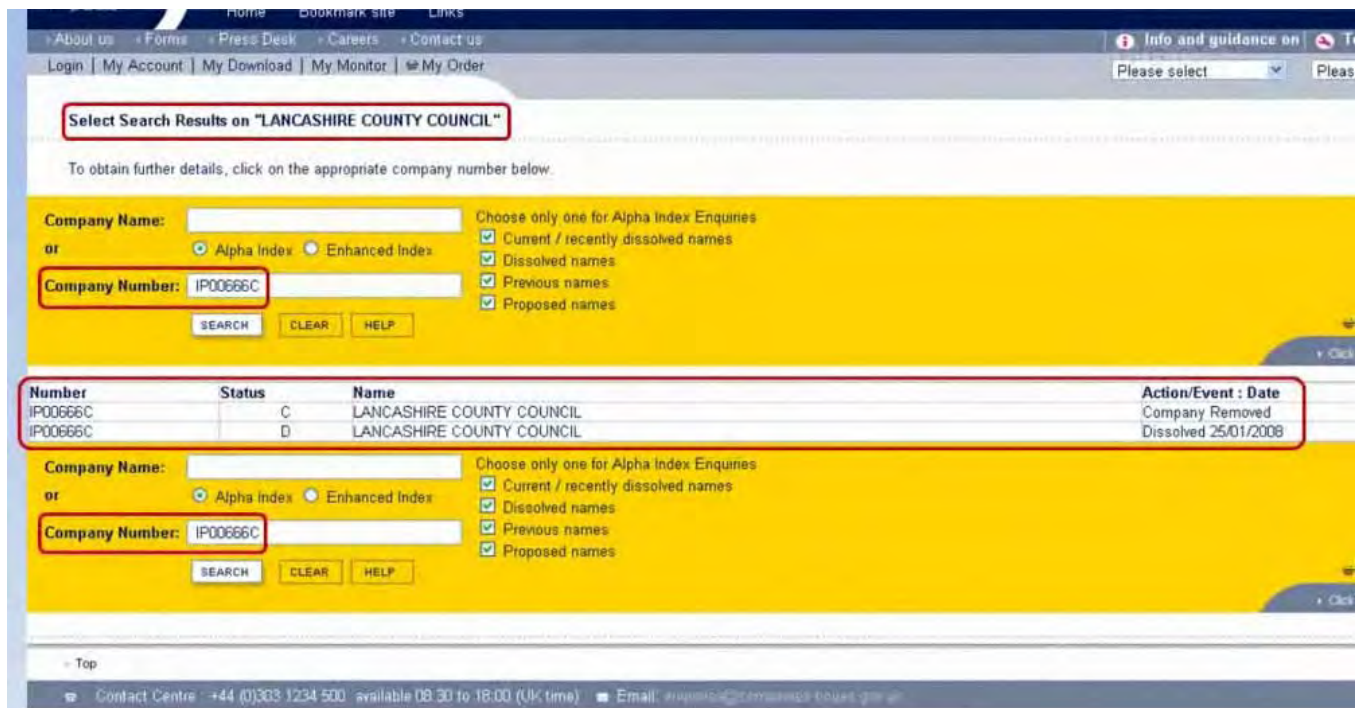 Home Bookmark site Links
About us Forms Press Desk Careers Contact us Info and guidance on
Login | My Account | My Download | My Monitor | My Order Please select Pleas
Select Search Results on "LANCASHIRE COUNTY COUNCIL"
To obtain further details, click on the appropriate company number below.
Company Name: Choose only one for Alpha Index Enquiries
or Alpha Index Enhanced Index Current / recently dissolved names
Dissolved names
Company Number: IP00666C Previous names
Proposed names
SEARCH CLEAR HELP
Click
Number Status Name Action/Event : Date
IP00666C C LANCASHIRE COUNTY COUNCIL Company Removed
IP00666C D LANCASHIRE COUNTY COUNCIL Dissolved 25/01/2008
Company Name: Choose only one for Alpha Index Enquiries
or Alpha Index Enhanced Index Current / recently dissolved names
Dissolved names
Company Number: IP00666C Previous names
Proposed names
SEARCH CLEAR HELP
Click
Top
Contact Centre +44 (0)303 1234 500 available 08:30 to 18:00 (UK time) Email: